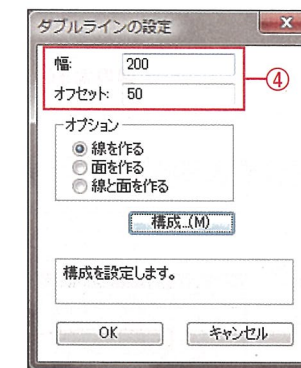 ダブルラインの設定
幅: 200
オフセット: 50
④
オプション
線を作る
面を作る
線と面を作る
構成...(M)
構成を設定します。
OK キャンセル